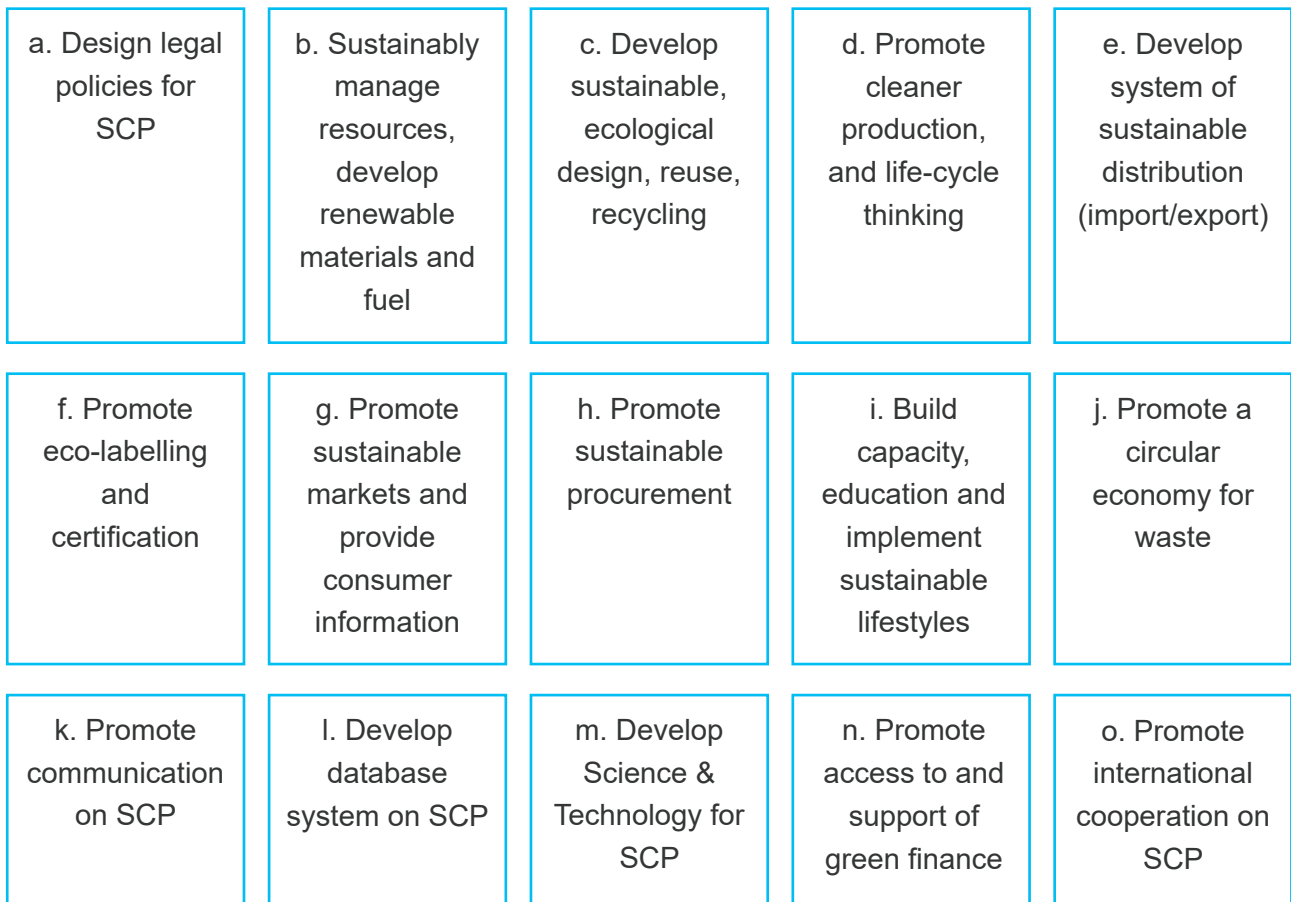 a. Design legal
policies for
SCP
b. Sustainably
manage
resources,
develop
renewable
materials and
fuel
c. Develop
sustainable,
ecological
design, reuse,
recycling
d. Promote
cleaner
production,
and life-cycle
thinking
e. Develop
system of
sustainable
distribution
(import/export)
f. Promote
eco-labelling
and
certification
g. Promote
sustainable
markets and
provide
consumer
information
h. Promote
sustainable
procurement
i. Build
capacity,
education and
implement
sustainable
lifestyles
j. Promote a
circular
economy for
waste
k. Promote
communication
on SCP
l. Develop
database
system on SCP
m. Develop
Science &
Technology for
SCP
n. Promote
access to and
support of
green finance
o. Promote
international
cooperation on
SCP